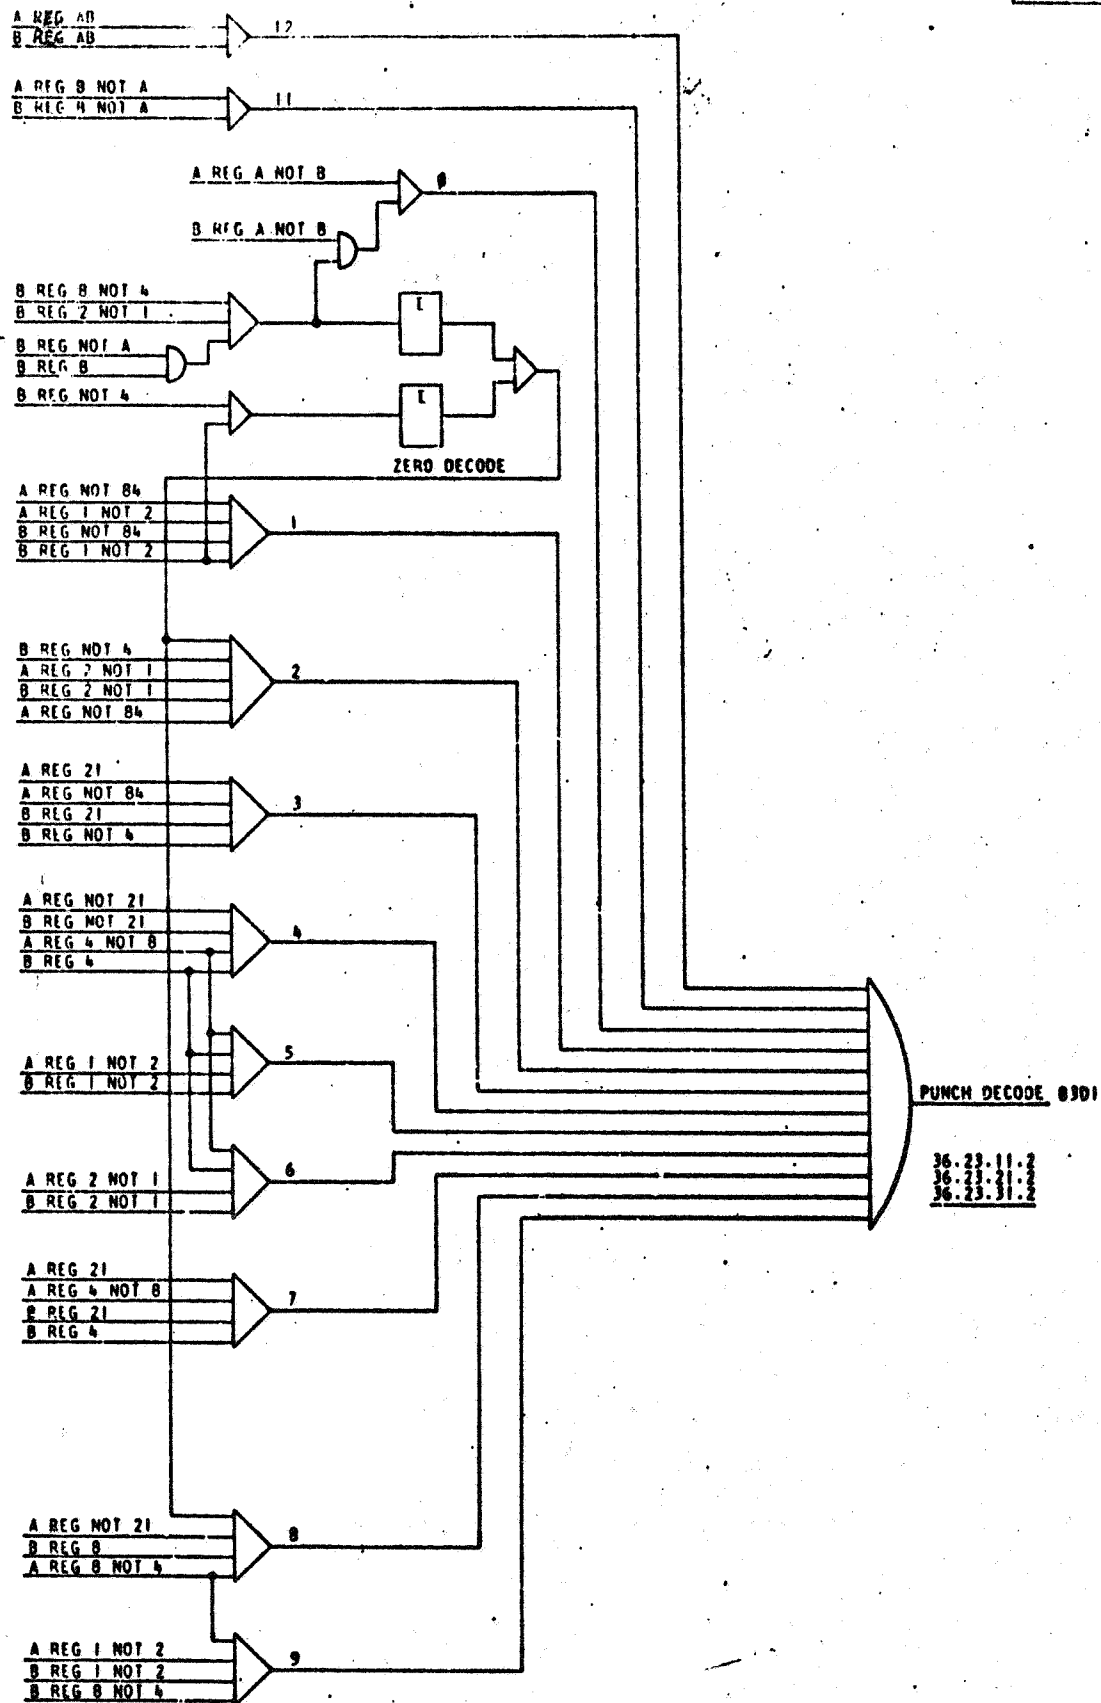 A REG AB
B REG AB
12
A REG B NOT A
B REG B NOT A
11
A REG A NOT B
0
B REG A NOT B
B REG 8 NOT 4
B REG 2 NOT 1
I
B REG NOT A
B REG B
B REG NOT 4
I
ZERO DECODE
A REG NOT 84
A REG 1 NOT 2
B REG NOT 84
B REG 1 NOT 2
1
B REG NOT 4
A REG 2 NOT 1
B REG 2 NOT 1
A REG NOT 84
2
A REG 21
A REG NOT 84
B REG 21
B REG NOT 4
3
A REG NOT 21
B REG NOT 21
A REG 4 NOT 8
B REG 4
4
A REG 1 NOT 2
B REG 1 NOT 2
5
PUNCH DECODE 03D1
36.23.11.2
36.23.21.2
36.23.31.2
A REG 2 NOT 1
B REG 2 NOT 1
6
A REG 21
A REG 4 NOT 8
B REG 21
B REG 4
7
A REG NOT 21
B REG 8
A REG 8 NOT 4
8
A REG 1 NOT 2
B REG 1 NOT 2
B REG 8 NOT 4
9